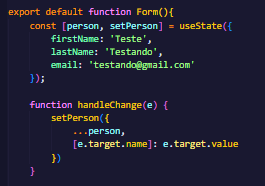 export default function Form(){
    const [person, setPerson] = useState({
        firstName: 'Teste',
        lastName: 'Testando',
        email: 'testando@gmail.com'
    });

    function handleChange(e) {
        setPerson({
            ...person,
            [e.target.name]: e.target.value
        })
    }